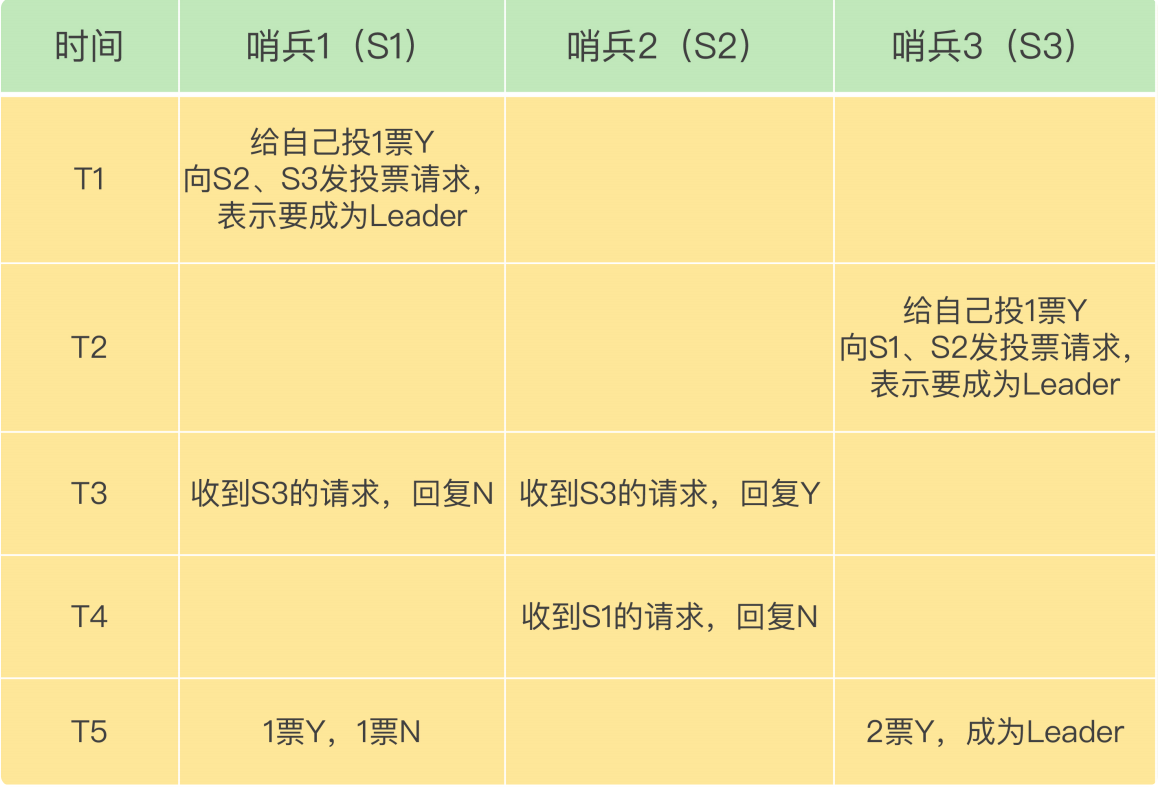 时间
哨兵1（S1）
哨兵2（S2）
哨兵3（S3）
T1
给自己投1票Y
向S2、S3发投票请求，
表示要成为Leader
T2
给自己投1票Y
向S1、S2发投票请求，
表示要成为Leader
T3
收到S3的请求，回复N
收到S3的请求，回复Y
T4
收到S1的请求，回复N
T5
1票Y，1票N
2票Y，成为Leader